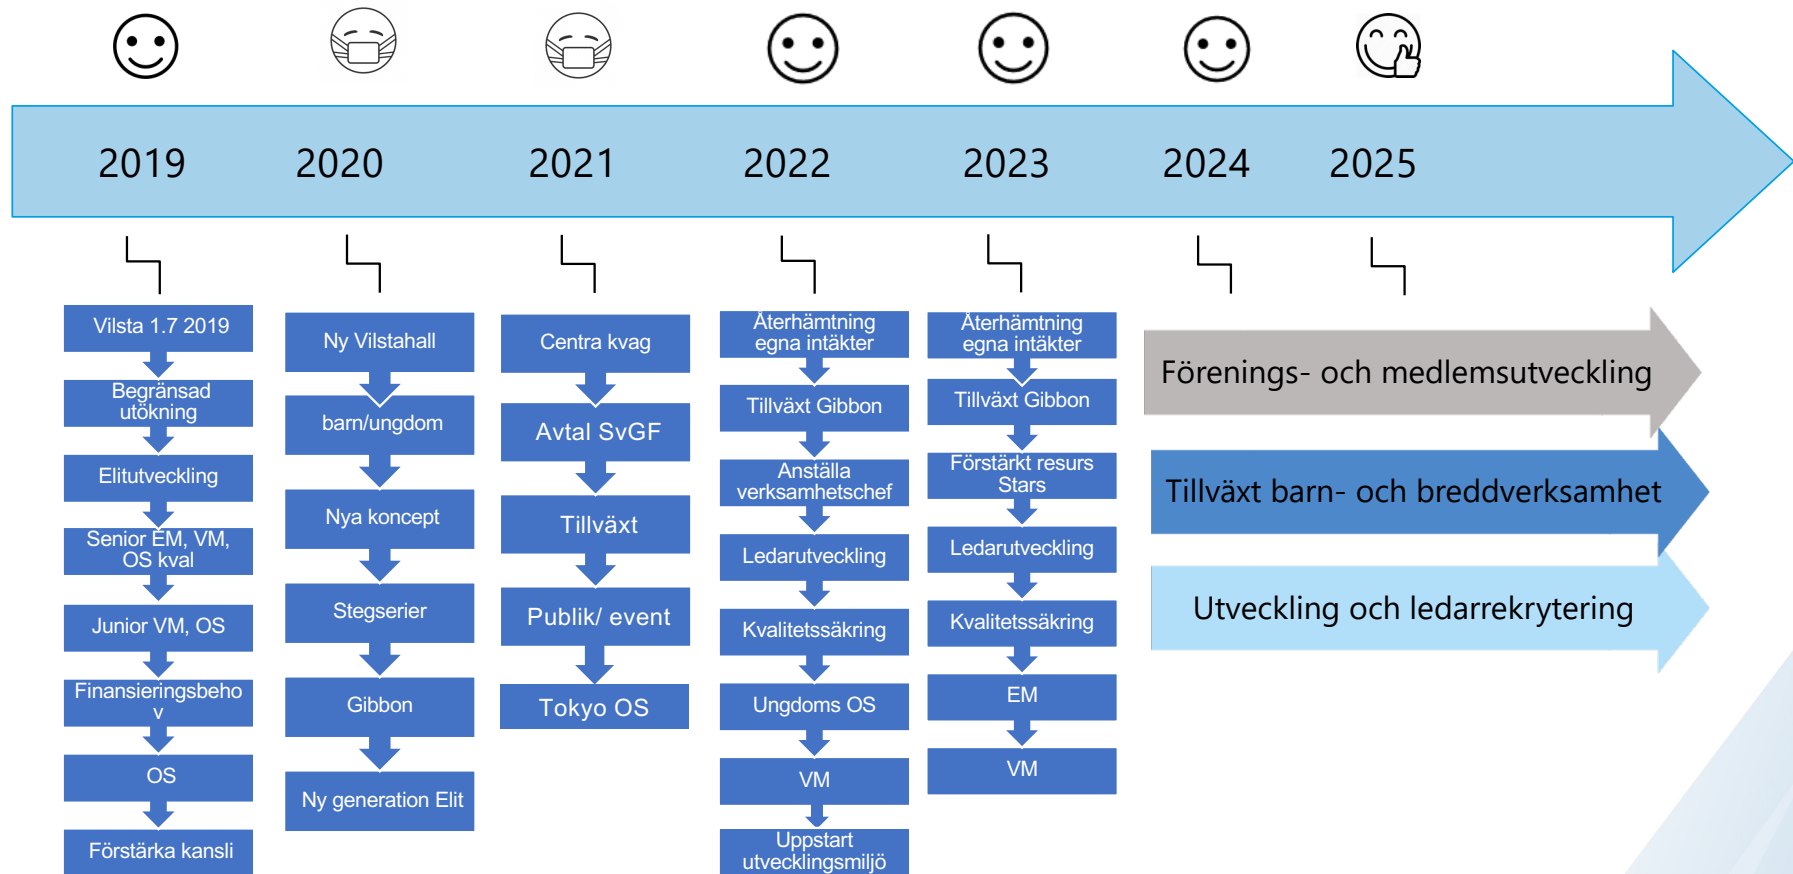 2019
2020
2021
2022
2023
2024
2025
Vilsta 1.7 2019
Begränsad
utökning
Elitutveckling
Senior EM, VM,
OS kval
Junior VM, OS
Finansieringsbeho
v
OS
Förstärka kansli
Ny Vilstahall
barn/ungdom
Nya koncept
Stegserier
Gibbon
Ny generation Elit
Centra kvag
Avtal SvGF
Tillväxt
Publik/ event
Tokyo OS
Återhämtning
egna intäkter
Tillväxt Gibbon
Anställa
verksamhetschef
Ledarutveckling
Kvalitetssäkring
Ungdoms OS
VM
Uppstart
utvecklingsmiljö
Återhämtning
egna intäkter
Tillväxt Gibbon
Förstärkt resurs
Stars
Ledarutveckling
Kvalitetssäkring
EM
VM
Förenings- och medlemsutveckling
Tillväxt barn- och breddverksamhet
Utveckling och ledarrekrytering